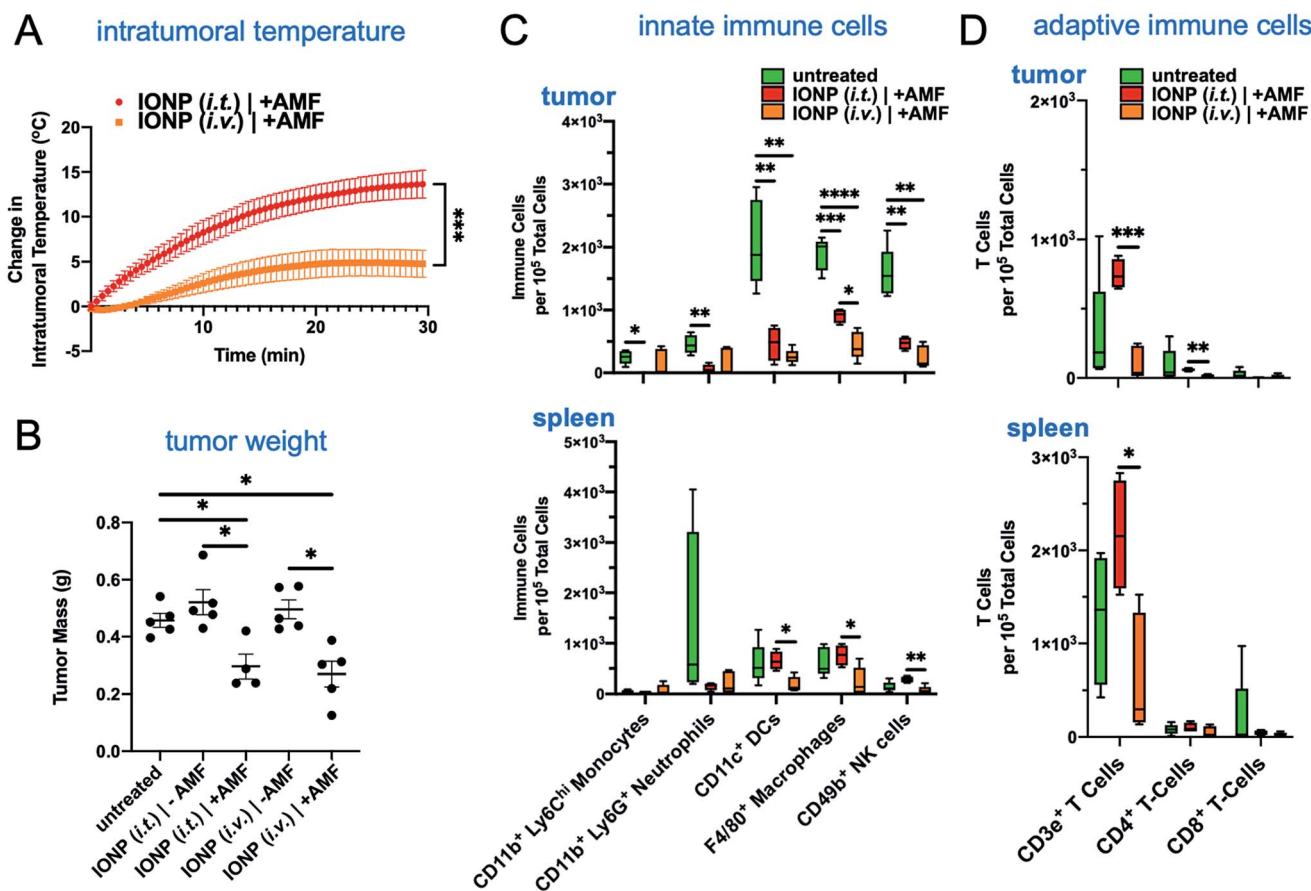 A intratumoral temperature
IONP (i.t.) | +AMF
IONP (i.v.) | +AMF
Change in
Intratumoral Temperature (ºC)
20
15
10
5
0
-5
10
20
30
Time (min)
***
B tumor weight
*
*
*
*
Tumor Mass (g)
0.8
0.6
0.4
0.2
0.0
untreated
IONP (i.t.) | - AMF
IONP (i.t.) | +AMF
IONP (i.v.) | -AMF
IONP (i.v.) | +AMF
C innate immune cells
untreated
IONP (i.t.) | +AMF
IONP (i.v.) | +AMF
tumor
Immune Cells
per 10⁵ Total Cells
4×10³
3×10³
2×10³
1×10³
0
*
**
**
**
****
***
*
**
**
spleen
Immune Cells
per 10⁵ Total Cells
5×10³
4×10³
3×10³
2×10³
1×10³
0
*
*
**
CD11b⁺ Ly6Cʰⁱ Monocytes
CD11b⁺ Ly6G⁺ Neutrophils
CD11c⁺ DCs
F4/80⁺ Macrophages
CD49b⁺ NK cells
D adaptive immune cells
tumor
untreated
IONP (i.t.) | +AMF
IONP (i.v.) | +AMF
T Cells
per 10⁵ Total Cells
2×10³
1×10³
0
***
**
spleen
T Cells
per 10⁵ Total Cells
3×10³
2×10³
1×10³
0
*
CD3e⁺ T Cells
CD4⁺ T-Cells
CD8⁺ T-Cells